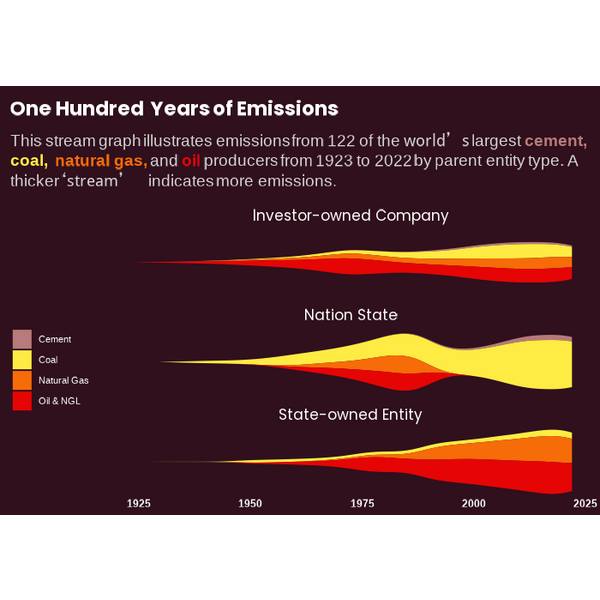 One Hundred Years of Emissions
This stream graph illustrates emissions from 122 of the world’s largest cement,
coal, natural gas, and oil producers from 1923 to 2022 by parent entity type. A
thicker ‘stream’ indicates more emissions.
Investor-owned Company
Nation State
Cement
Coal
Natural Gas
Oil & NGL
State-owned Entity
1925 1950 1975 2000 2025